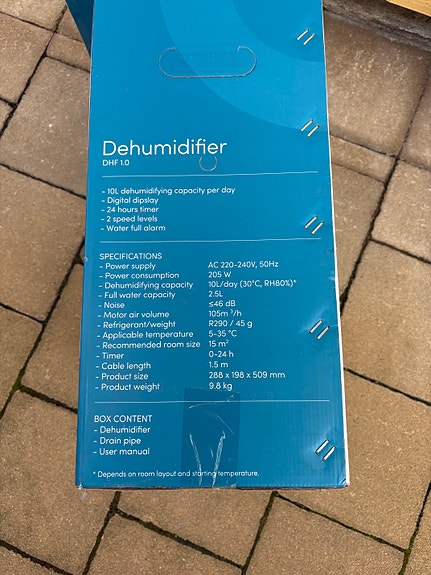 Dehumidifier
DHF 1.0
- 10L dehumidifying capacity per day
- Digital dipslay
- 24 hours timer
- 2 speed levels
- Water full alarm
SPECIFICATIONS
- Power supply AC 220-240V, 50Hz
- Power consumption 205 W
- Dehumidifying capacity 10L/day (30°C, RH80%)*
- Full water capacity 2.5L
- Noise ≤46 dB
- Motor air volume 105m ³/h
- Refrigerant/weight R290 / 45 g
- Applicable temperature 5-35 °C
- Recommended room size 15 m²
- Timer 0-24 h
- Cable length 1.5 m
- Product size 288 x 198 x 509 mm
- Product weight 9.8 kg
BOX CONTENT
- Dehumidifier
- Drain pipe
- User manual
* Depends on room layout and starting temperature.